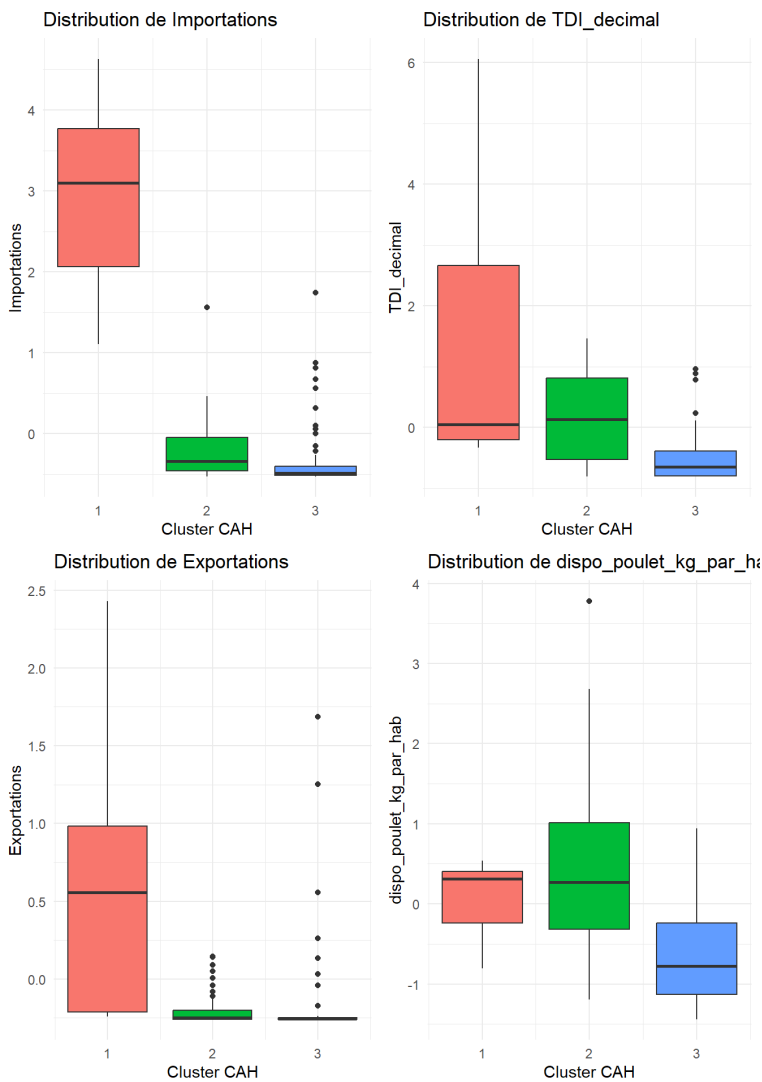 Distribution de Importations
Importations
4
3
2
1
0
1
2
3
Cluster CAH
Distribution de TDI_decimal
TDI_decimal
6
4
2
0
1
2
3
Cluster CAH
Distribution de Exportations
Exportations
2.5
2.0
1.5
1.0
0.5
0.0
1
2
3
Cluster CAH
Distribution de dispo_poulet_kg_par_ha
dispo_poulet_kg_par_hab
4
3
2
1
0
-1
1
2
3
Cluster CAH